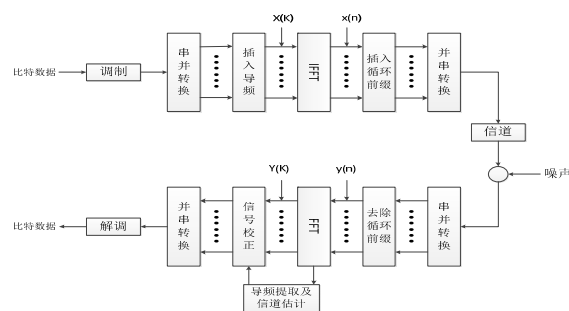 X(K)
x(n)
比特数据
调制
串并转换
插入导频
IFFT
插入循环前缀
并串转换
信道
噪声
Y(K)
y(n)
比特数据
解调
并串转换
信号校正
FFT
去除循环前缀
串并转换
导频提取及
信道估计